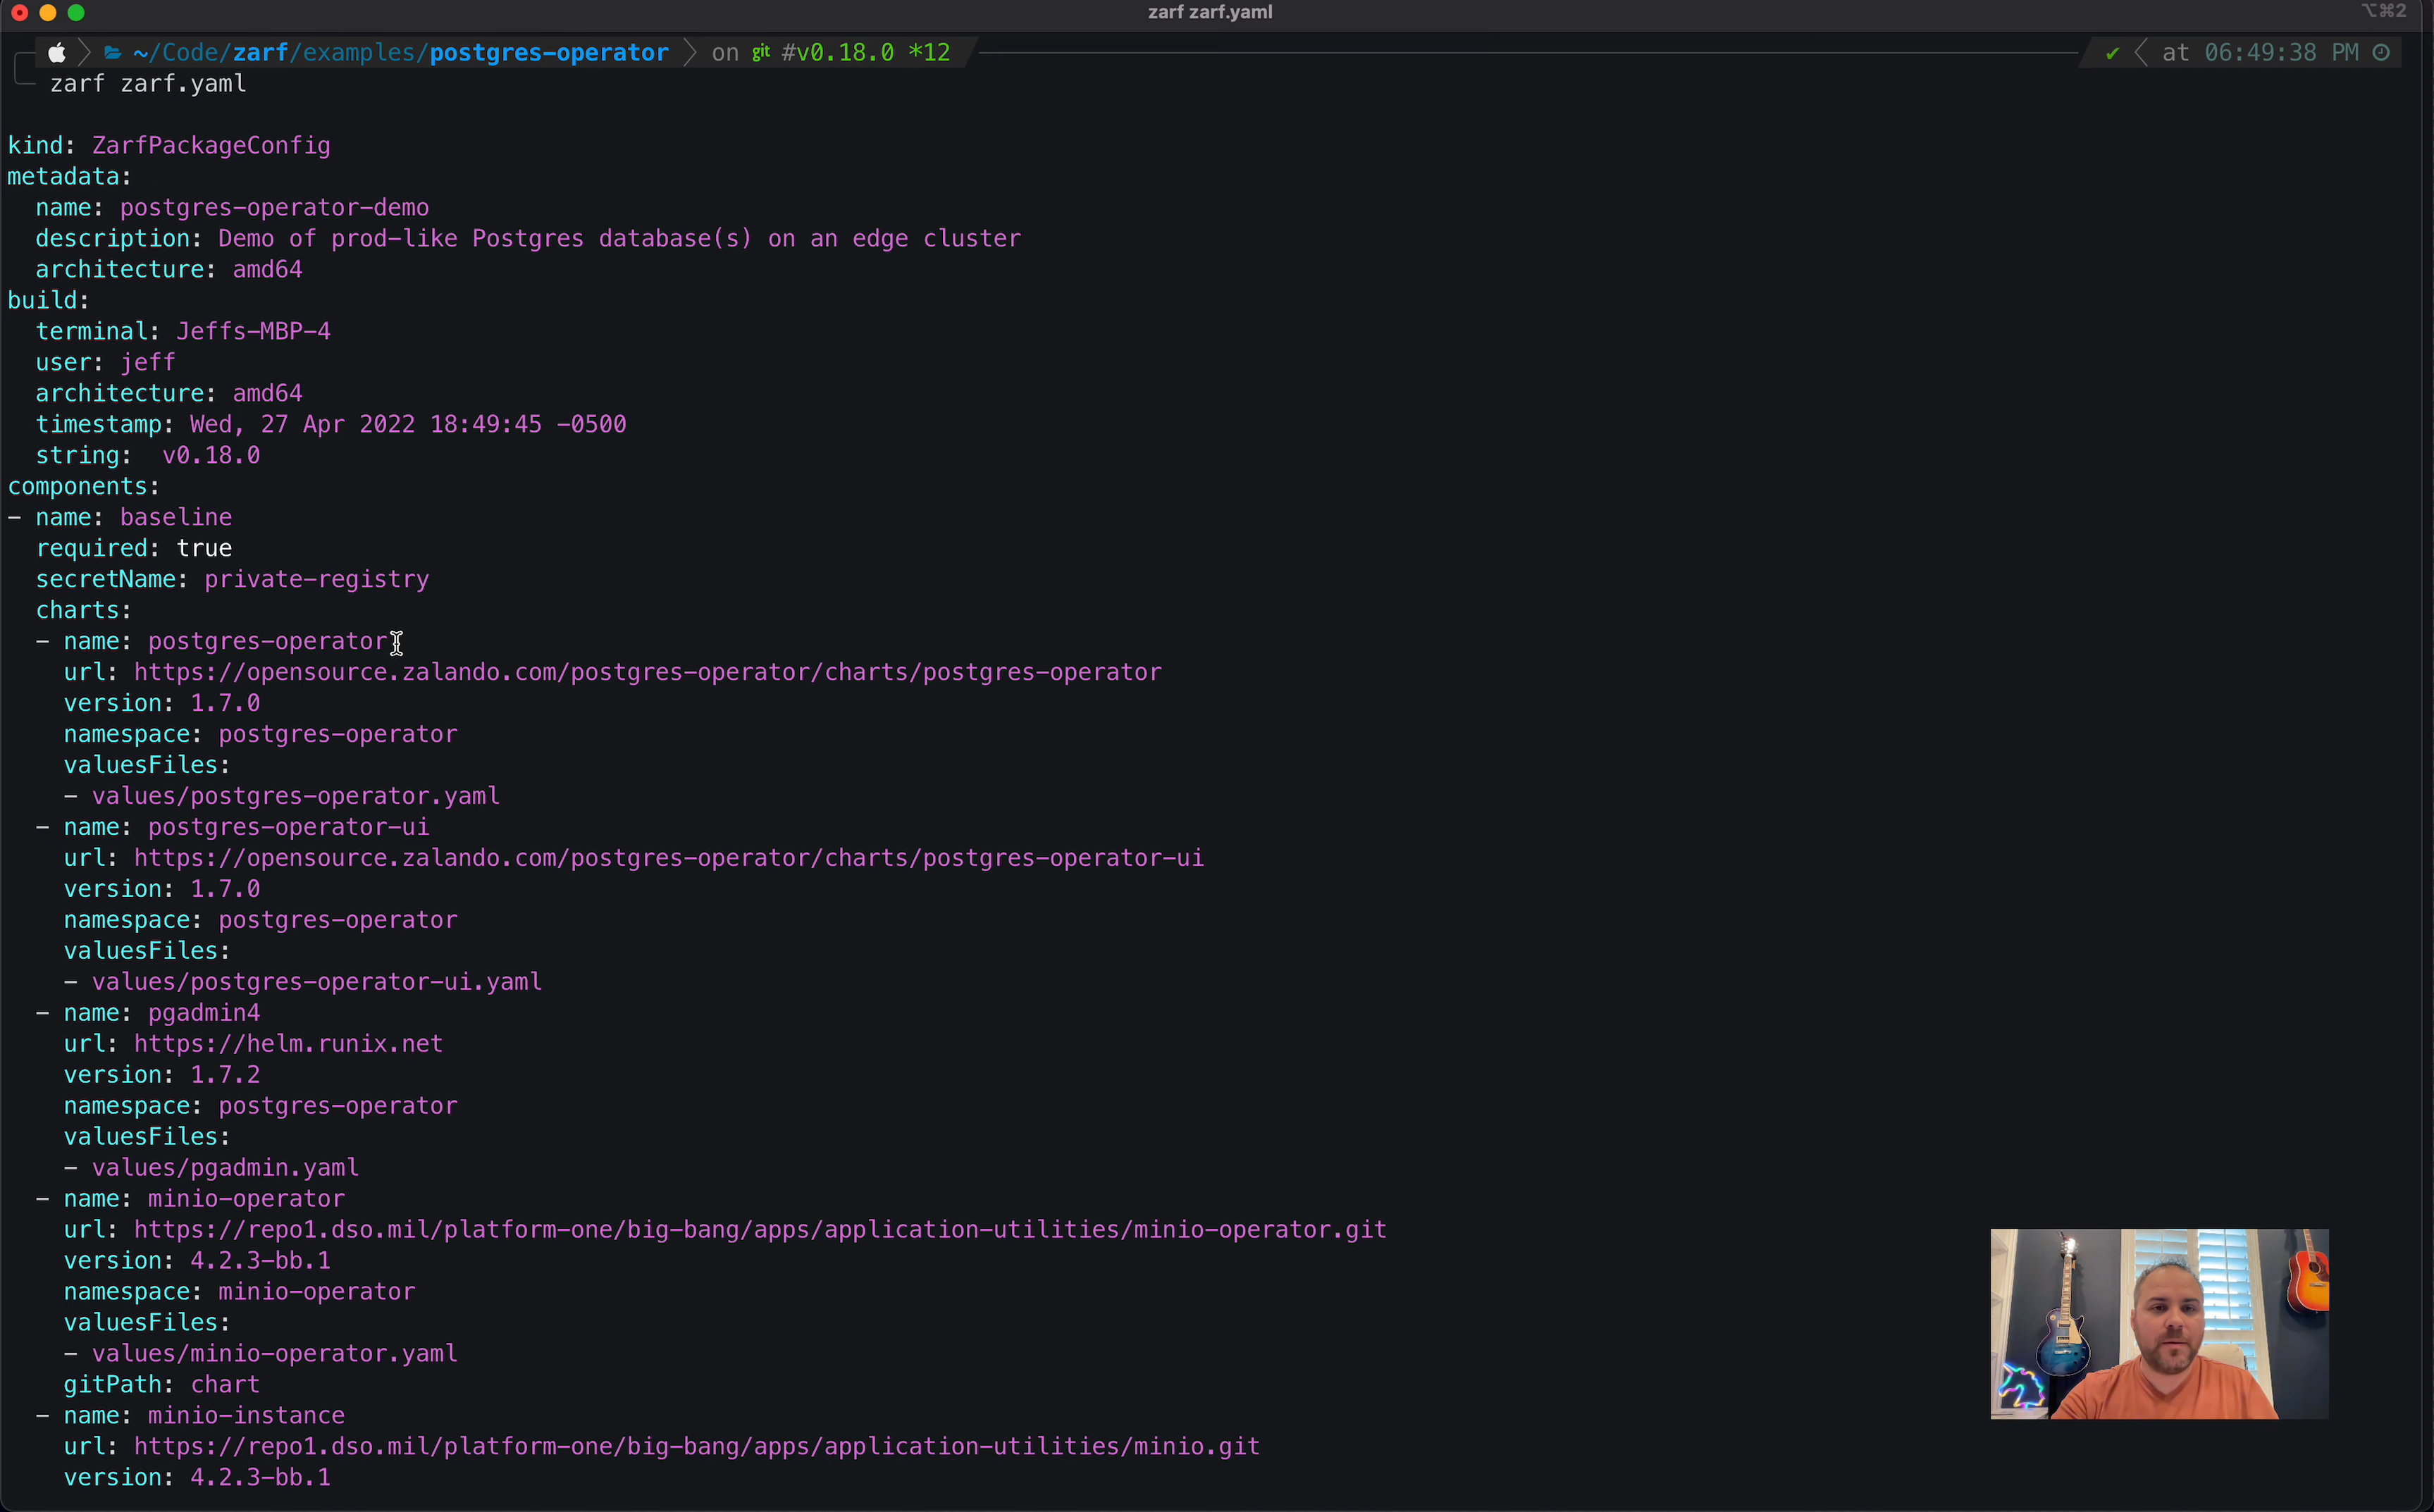 zarf zarf.yaml
⌥⌘2
~/Code/zarf/examples/postgres-operator on git #v0.18.0 *12
✔ at 06:49:38 PM
zarf zarf.yaml
kind: ZarfPackageConfig
metadata:
  name: postgres-operator-demo
  description: Demo of prod-like Postgres database(s) on an edge cluster
  architecture: amd64
build:
  terminal: Jeffs-MBP-4
  user: jeff
  architecture: amd64
  timestamp: Wed, 27 Apr 2022 18:49:45 -0500
  string:  v0.18.0
components:
- name: baseline
  required: true
  secretName: private-registry
  charts:
  - name: postgres-operator
    url: https://opensource.zalando.com/postgres-operator/charts/postgres-operator
    version: 1.7.0
    namespace: postgres-operator
    valuesFiles:
    - values/postgres-operator.yaml
  - name: postgres-operator-ui
    url: https://opensource.zalando.com/postgres-operator/charts/postgres-operator-ui
    version: 1.7.0
    namespace: postgres-operator
    valuesFiles:
    - values/postgres-operator-ui.yaml
  - name: pgadmin4
    url: https://helm.runix.net
    version: 1.7.2
    namespace: postgres-operator
    valuesFiles:
    - values/pgadmin.yaml
  - name: minio-operator
    url: https://repo1.dso.mil/platform-one/big-bang/apps/application-utilities/minio-operator.git
    version: 4.2.3-bb.1
    namespace: minio-operator
    valuesFiles:
    - values/minio-operator.yaml
    gitPath: chart
  - name: minio-instance
    url: https://repo1.dso.mil/platform-one/big-bang/apps/application-utilities/minio.git
    version: 4.2.3-bb.1